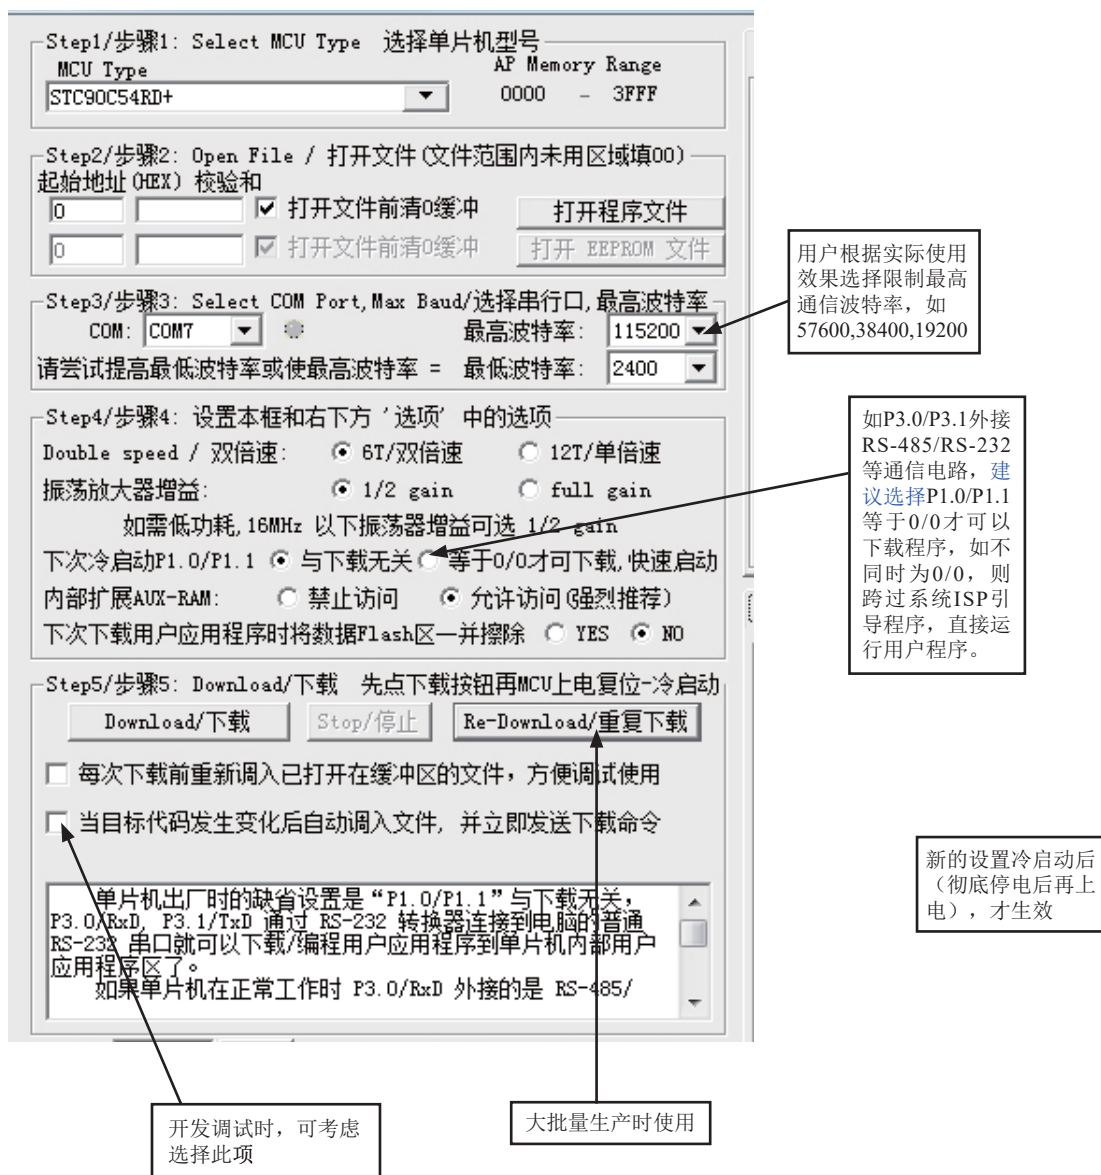 Step1/步骤1: Select MCU Type 选择单片机型号
MCU Type AP Memory Range
STC90C54RD+ 0000 - 3FFF
Step2/步骤2: Open File / 打开文件(文件范围内未用区域填00)
起始地址(HEX) 校验和
0 打开文件前清0缓冲 打开程序文件
0 打开文件前清0缓冲 打开 EEPROM 文件
Step3/步骤3: Select COM Port,Max Baud/选择串行口,最高波特率
COM: COM7 最高波特率: 115200
请尝试提高最低波特率或使最高波特率 = 最低波特率: 2400
用户根据实际使用
效果选择限制最高
通信波特率，如
57600,38400,19200
Step4/步骤4: 设置本框和右下方 '选项' 中的选项
Double speed / 双倍速: 6T/双倍速 12T/单倍速
振荡放大器增益: 1/2 gain full gain
如需低功耗,16MHz 以下振荡器增益可选 1/2 gain
下次冷启动P1.0/P1.1 与下载无关 等于0/0才可下载,快速启动
内部扩展AUX-RAM: 禁止访问 允许访问(强烈推荐)
下次下载用户应用程序时将数据Flash区一并擦除 YES NO
如P3.0/P3.1外接
RS-485/RS-232
等通信电路，建
议选择P1.0/P1.1
等于0/0才可以
下载程序，如不
同时为0/0，则
跨过系统ISP引
导程序，直接运
行用户程序。
Step5/步骤5: Download/下载 先点下载按钮再MCU上电复位-冷启动
Download/下载 Stop/停止 Re-Download/重复下载
每次下载前重新调入已打开在缓冲区的文件，方便调试使用
当目标代码发生变化后自动调入文件, 并立即发送下载命令
单片机出厂时的缺省设置是“P1.0/P1.1”与下载无关，
P3.0/RxD, P3.1/TxD 通过 RS-232 转换器连接到电脑的普通
RS-232 串口就可以下载/编程用户应用程序到单片机内部用户
应用程序区了。
如果单片机在正常工作时 P3.0/RxD 外接的是 RS-485/
新的设置冷启动后
（彻底停电后再上
电），才生效
开发调试时，可考虑
选择此项
大批量生产时使用